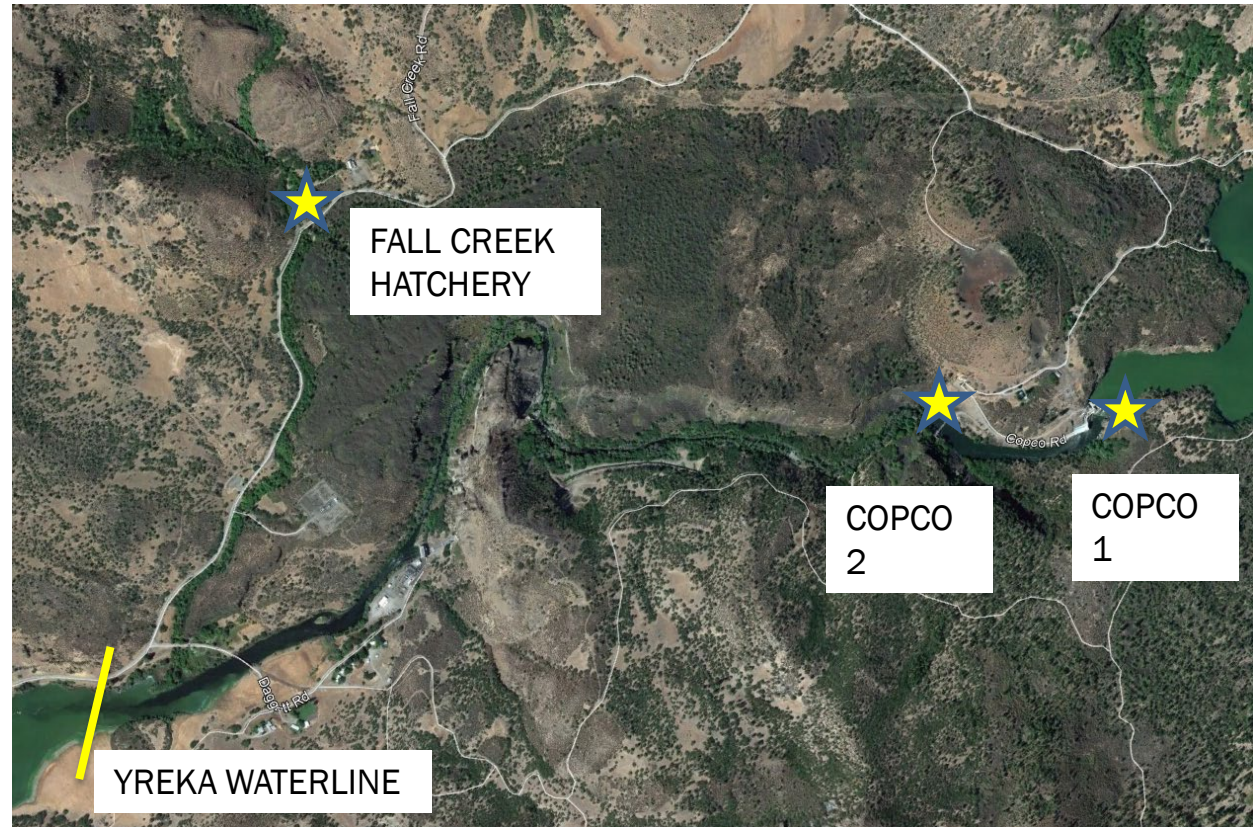 Fall Creek Rd
FALL CREEK
HATCHERY
Copco Rd
COPCO
2
COPCO
1
Daggett Rd
YREKA WATERLINE